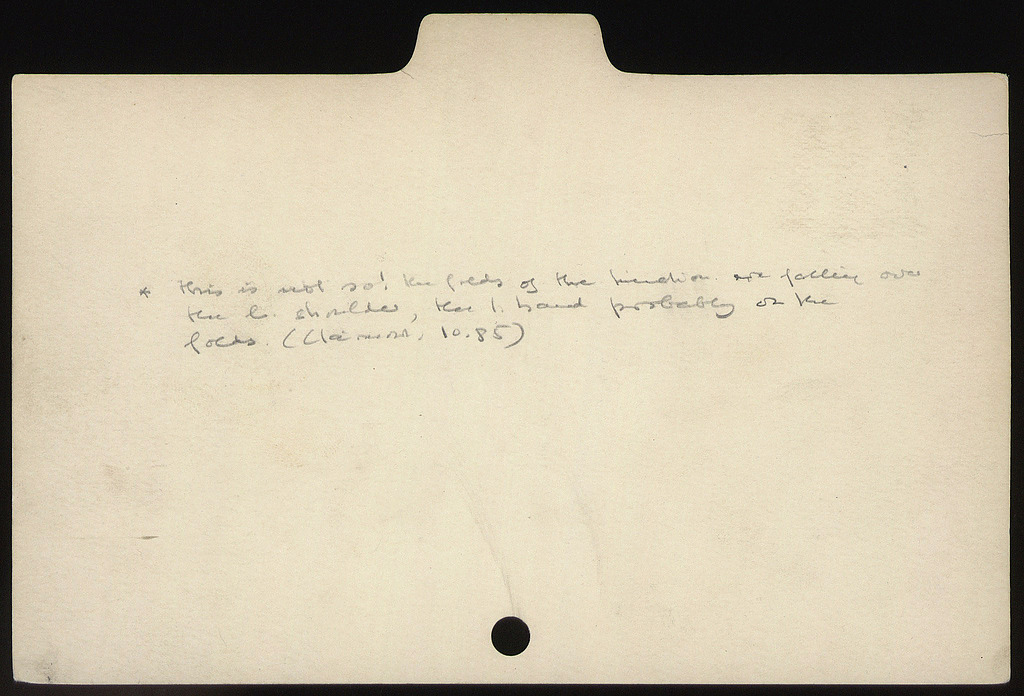 * this is not so! the folds of the himation are falling over
the l. shoulder, the l. hand probably on the
folds. (Clairmont, 10.85)